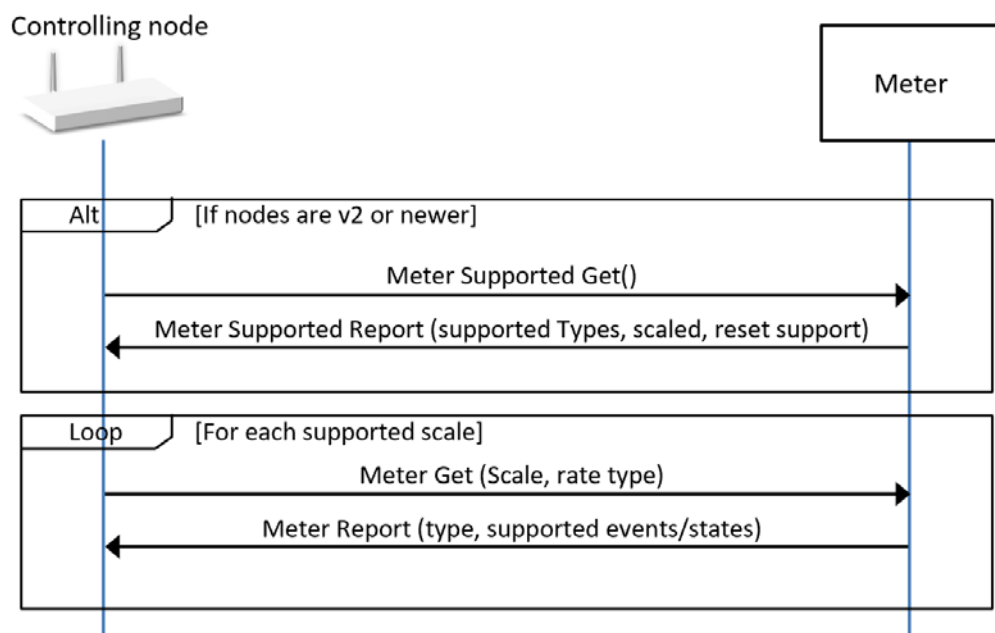 Controlling node
Meter
Alt [If nodes are v2 or newer]
Meter Supported Get()
Meter Supported Report (supported Types, scaled, reset support)
Loop [For each supported scale]
Meter Get (Scale, rate type)
Meter Report (type, supported events/states)